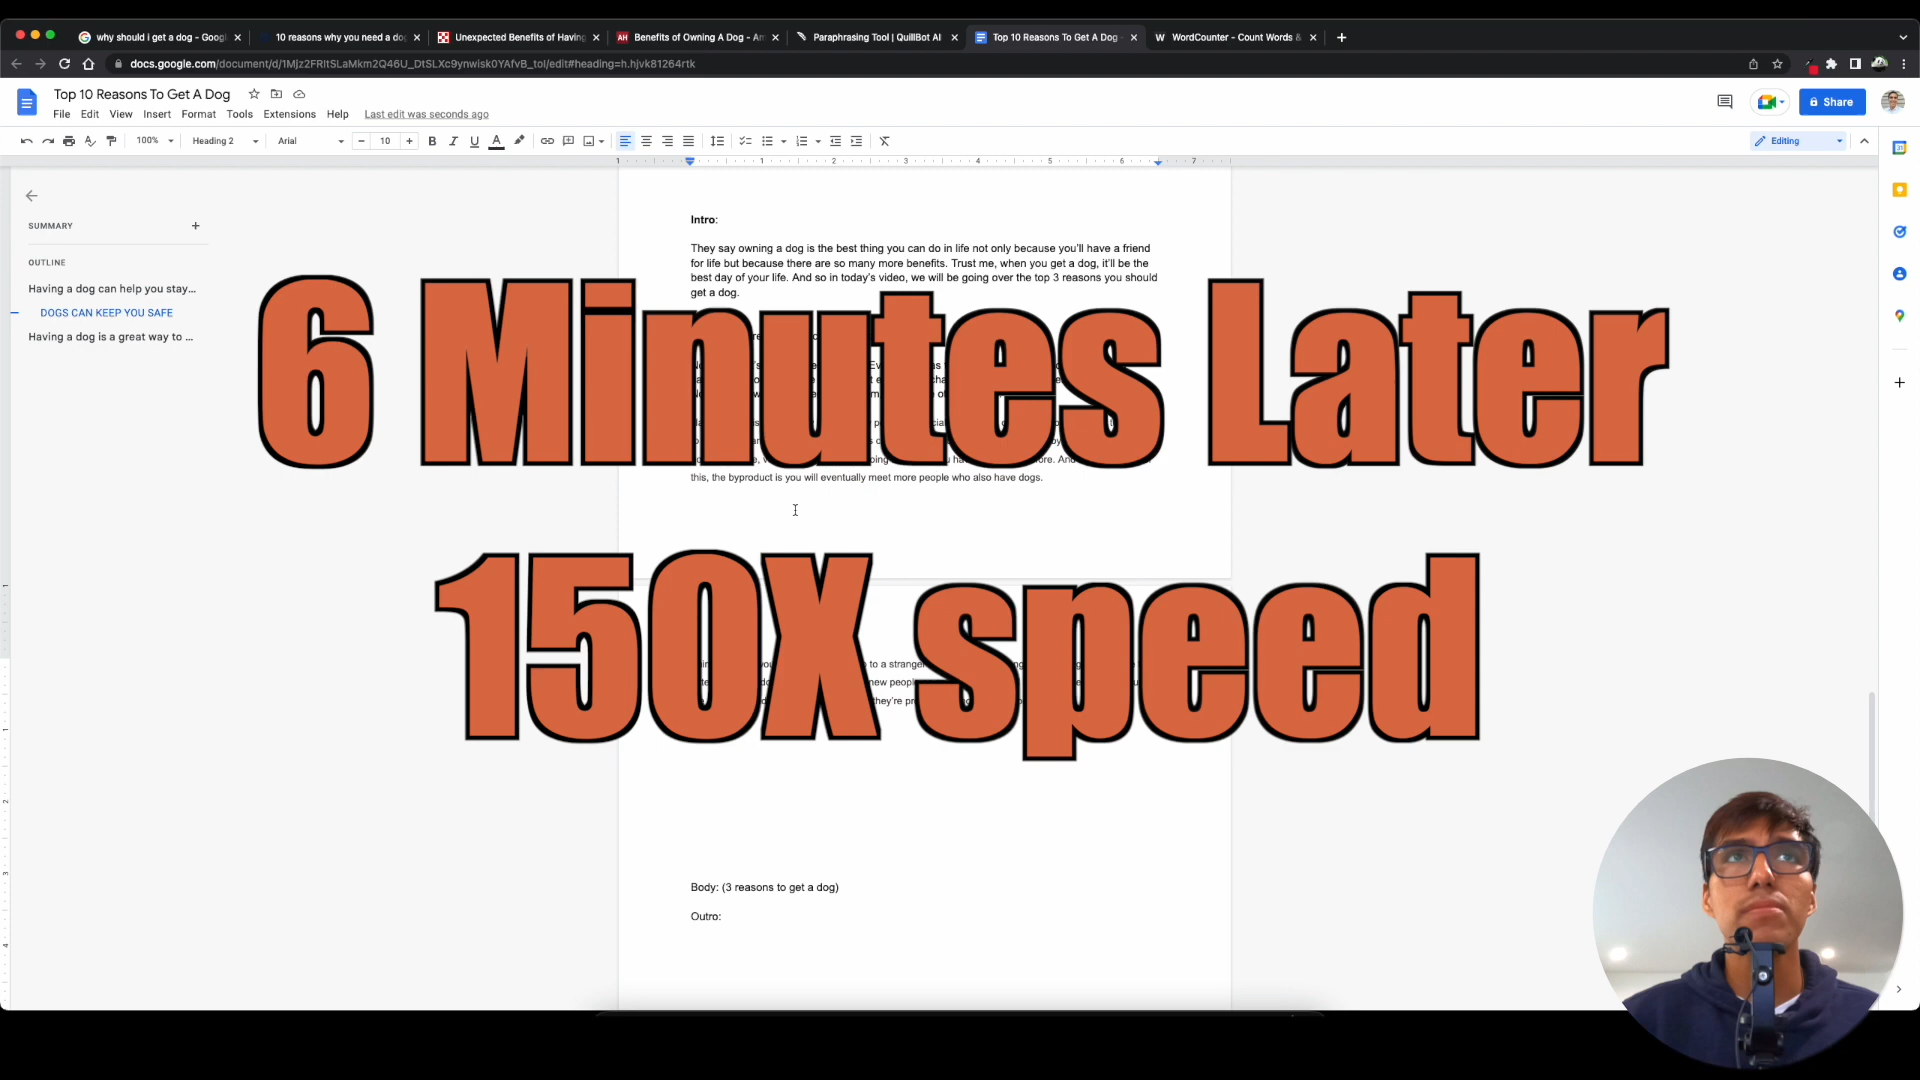 why should i get a dog - Goog
10 reasons why you need a do
Unexpected Benefits of Having
AH Benefits of Owning A Dog - An
Paraphrasing Tool | QuillBot AI
Top 10 Reasons To Get A Dog
W WordCounter - Count Words &
docs.google.com/document/d/1Mjz2FRItSLaMkm2Q46U_DtSLXc9ynwisk0YAfvB_toI/edit#heading=h.hjvk81264rtk
Top 10 Reasons To Get A Dog
File Edit View Insert Format Tools Extensions Help Last edit was seconds ago
Share
100% Heading 2 Arial 10 Editing
SUMMARY
OUTLINE
Having a dog can help you stay...
DOGS CAN KEEP YOU SAFE
Having a dog is a great way to ...
Intro:
They say owning a dog is the best thing you can do in life not only because you'll have a friend
for life but because there are so many more benefits. Trust me, when you get a dog, it'll be the
best day of your life. And so in today's video, we will be going over the top 3 reasons you should
get a dog.
6 Minutes Later
this, the byproduct is you will eventually meet more people who also have dogs.
150X speed
to a stranger
new people
they're
Body: (3 reasons to get a dog)
Outro: